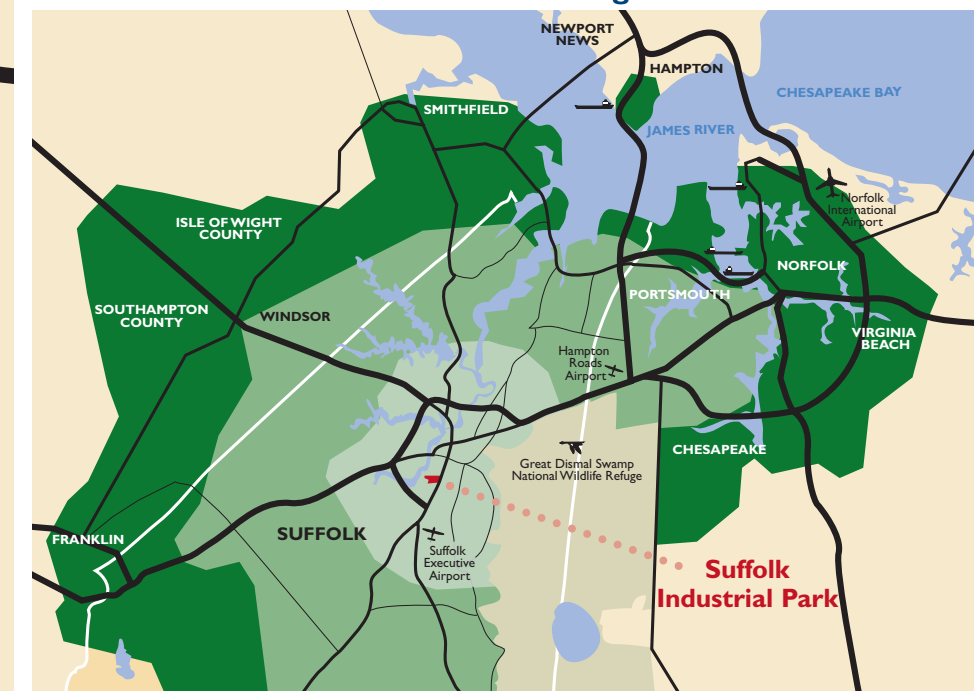 NEWPORT
NEWS
HAMPTON
CHESAPEAKE BAY
SMITHFIELD
JAMES RIVER
Norfolk
International
Airport
ISLE OF WIGHT
COUNTY
NORFOLK
PORTSMOUTH
SOUTHAMPTON
COUNTY
WINDSOR
VIRGINIA
BEACH
Hampton
Roads
Airport
CHESAPEAKE
Great Dismal Swamp
National Wildlife Refuge
SUFFOLK
FRANKLIN
Suffolk
Executive
Airport
Suffolk
Industrial Park